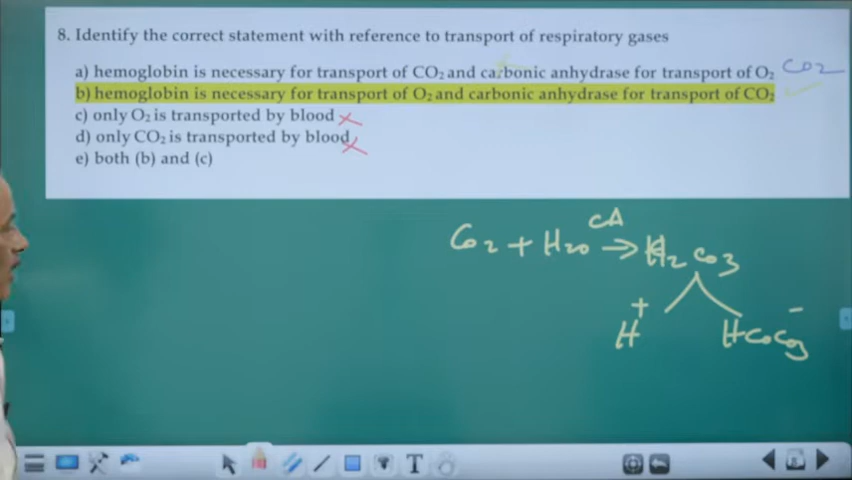 8. Identify the correct statement with reference to transport of respiratory gases
a) hemoglobin is necessary for transport of CO₂ and carbonic anhydrase for transport of O₂ CO2
b) hemoglobin is necessary for transport of O₂ and carbonic anhydrase for transport of CO₂
c) only O₂ is transported by blood
d) only CO₂ is transported by blood
e) both (b) and (c)
CA
CO2 + H2O → H2CO3
H+ HCOCO3-
T